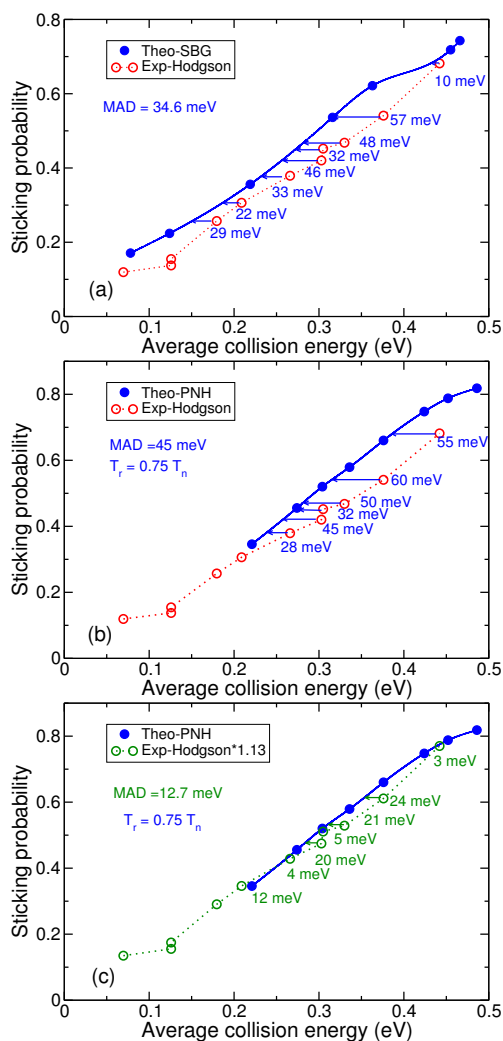 0.8
Theo-SBG
Exp-Hodgson
10 meV
MAD = 34.6 meV
0.6
57 meV
48 meV
32 meV
46 meV
0.4
33 meV
22 meV
29 meV
0.2
(a)
0
0 0.1 0.2 0.3 0.4 0.5
Sticking probability
Average collision energy (eV)
Theo-PNH
Exp-Hodgson
0.8
MAD =45 meV
55 meV
T_r = 0.75 T_n
0.6
60 meV
50 meV
32 meV
0.4
45 meV
28 meV
0.2
(b)
0
0 0.1 0.2 0.3 0.4 0.5
Sticking probability
Average collision energy (eV)
1
Theo-PNH
Exp-Hodgson*1.13
0.8
3 meV
MAD =12.7 meV
24 meV
T_r = 0.75 T_n
0.6
21 meV
5 meV
20 meV
0.4
4 meV
12 meV
0.2
(c)
0
0 0.1 0.2 0.3 0.4 0.5
Sticking probability
Average collision energy (eV)